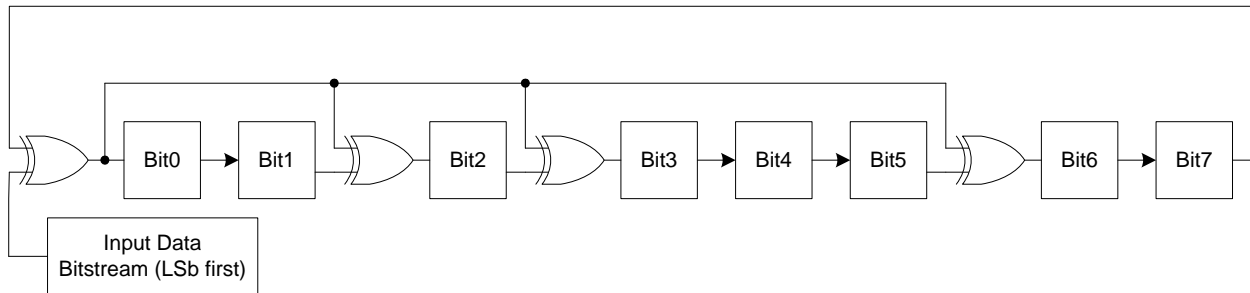 Bit0
Bit1
Bit2
Bit3
Bit4
Bit5
Bit6
Bit7
Input Data
Bitstream (LSb first)